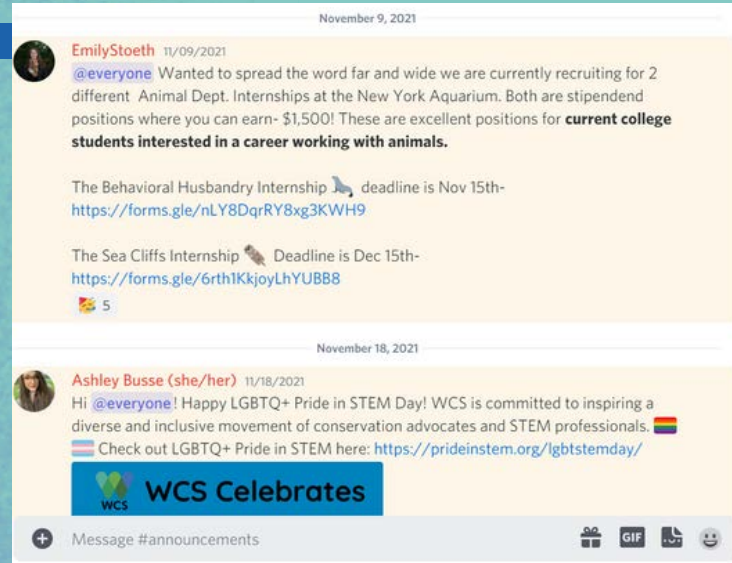 November 9, 2021
EmilyStoeth 11/09/2021
@everyone Wanted to spread the word far and wide we are currently recruiting for 2
different Animal Dept. Internships at the New York Aquarium. Both are stipendend
positions where you can earn- $1,500! These are excellent positions for current college
students interested in a career working with animals.
The Behavioral Husbandry Internship deadline is Nov 15th-
https://forms.gle/nLY8DqrRY8xg3KWH9
The Sea Cliffs Internship Deadline is Dec 15th-
https://forms.gle/6rth1KkjoyLhYUBB8
5
November 18, 2021
Ashley Busse (she/her) 11/18/2021
Hi @everyone! Happy LGBTQ+ Pride in STEM Day! WCS is committed to inspiring a
diverse and inclusive movement of conservation advocates and STEM professionals.
Check out LGBTQ+ Pride in STEM here: https://prideinstem.org/lgbtstemday/
WCS WCS Celebrates
Message #announcements GIF